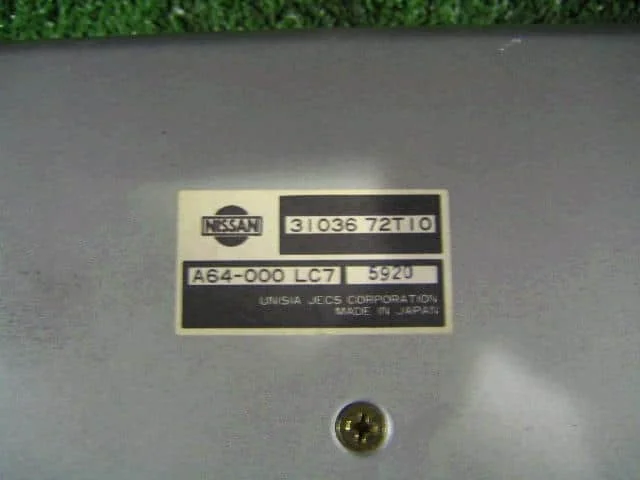 NISSAN
31036 72T10
A64-000 LC7 5920
UNISIA JECS CORPORATION
MADE IN JAPAN